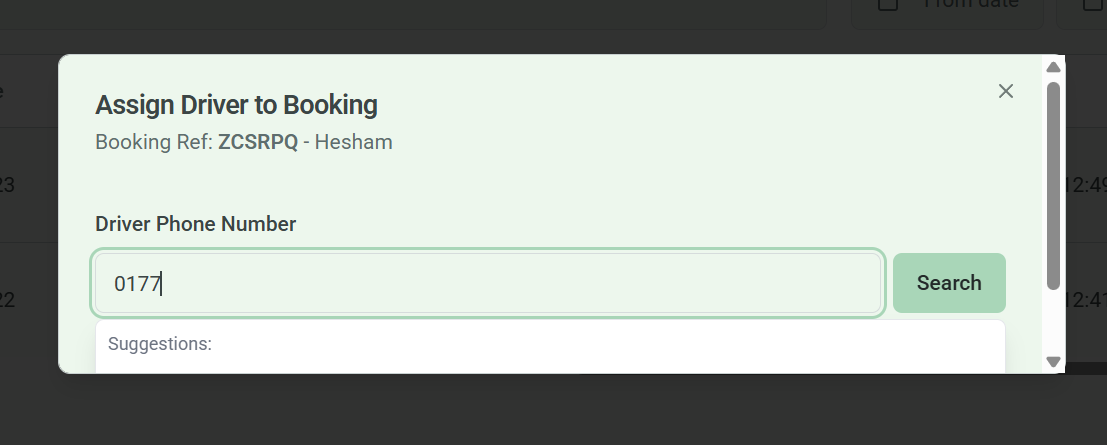 From date
Assign Driver to Booking
Booking Ref: ZCSRPQ - Hesham
23
12:49
Driver Phone Number
0177
Search
22
12:41
Suggestions: